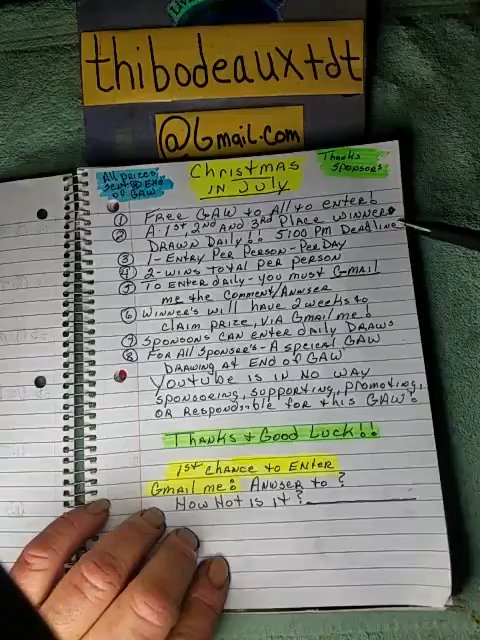 thibodeauxtdt
@Gmail.com
All prizes
sent @ End
of GAW
Christmas
in July
Thanks
Sponsors
① Free GAW to All to enter!
② A 1st 2nd and 3rd Place winner
Drawn Daily!! 5:00 PM Deadline
③ 1-Entry Per Person-Per Day
④ 2-wins total per person
⑤ To enter daily-you must Gmail
me the comment/Annser
⑥ Winner's will have 2 weeks to
claim prize, via Gmail me!
⑦ Sponsors can enter daily draws
⑧ For All Sponser's-A speical GAW
Drawing at End of GAW
Youtube is in no way
sponsoring, supporting, promoting,
or responsible for this GAW!
Thanks + Good Luck!!
1st chance to Enter
Gmail me! Annser to?
How Hot is it?